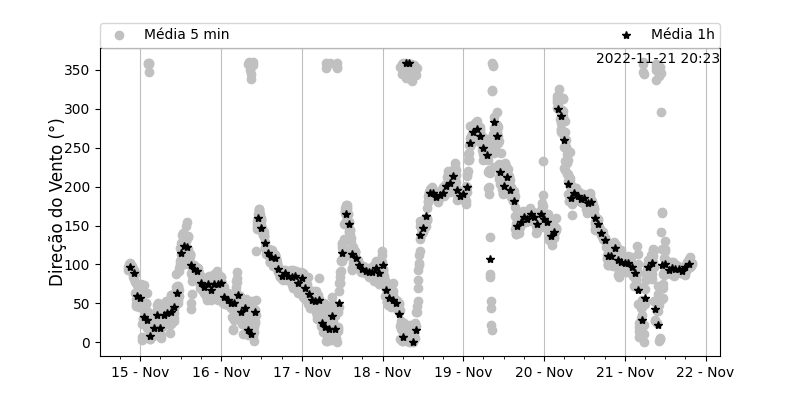 Média 5 min
Média 1h
2022-11-21 20:23
Direção do Vento (°)
350
300
250
200
150
100
50
0
15 - Nov
16 - Nov
17 - Nov
18 - Nov
19 - Nov
20 - Nov
21 - Nov
22 - Nov